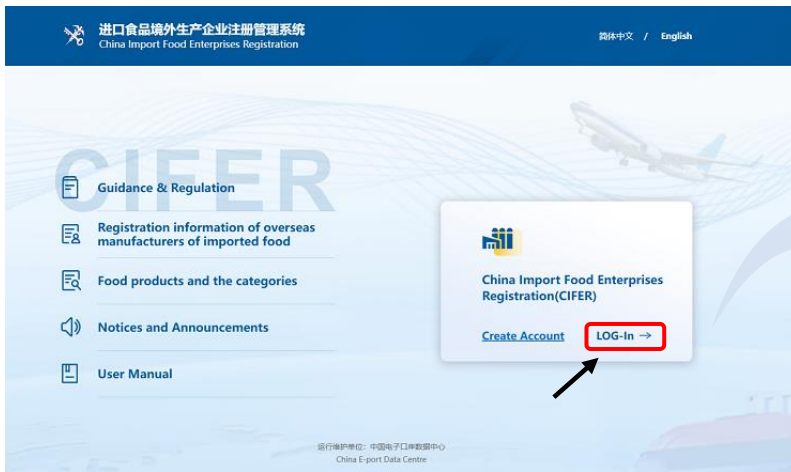 进口食品境外生产企业注册管理系统
China Import Food Enterprises Registration
简体中文 / English
CIFER
Guidance & Regulation
Registration information of overseas
manufacturers of imported food
Food products and the categories
Notices and Announcements
User Manual
China Import Food Enterprises
Registration(CIFER)
Create Account LOG-In →
运行维护单位：中国电子口岸数据中心
China E-port Data Centre